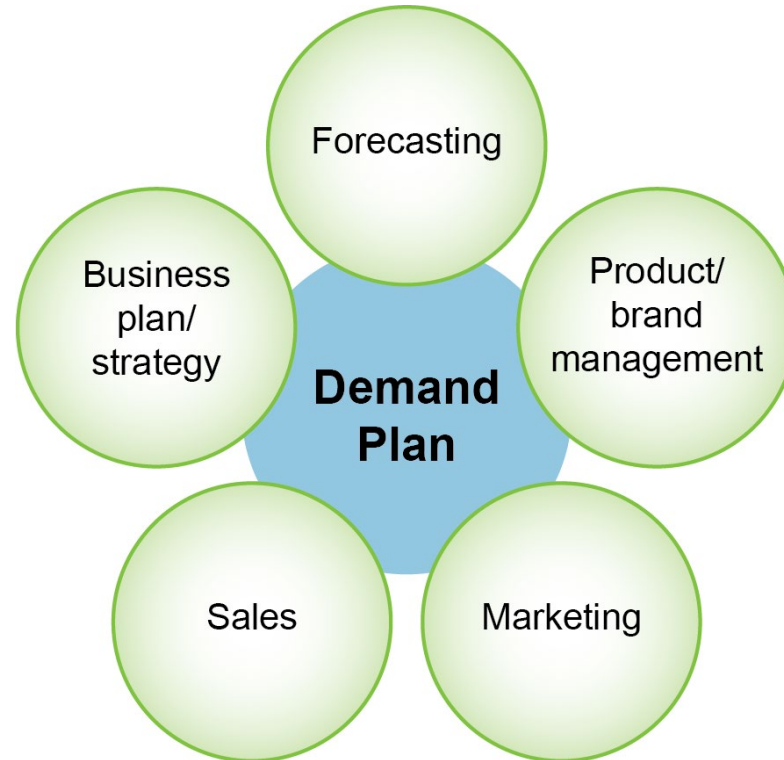 Forecasting
Business
plan/
strategy
Product/
brand
management
Demand
Plan
Sales
Marketing